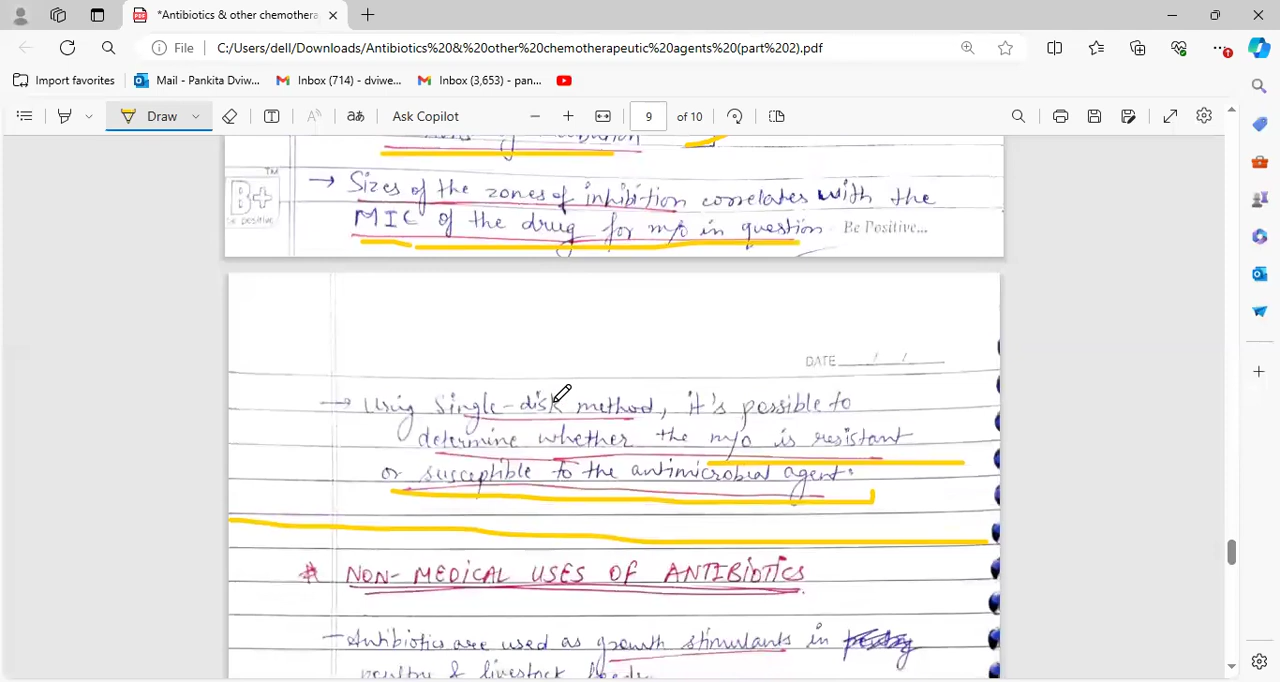 *Antibiotics & other chemothera
File
C:/Users/dell/Downloads/Antibiotics%20&%20other%20chemotherapeutic%20agents%20(part%202).pdf
Import favorites
Mail - Pankita Dviw...
Inbox (714) - dviwe...
Inbox (3,653) - pan...
Draw
Ask Copilot
9 of 10
TM
B+
be positive
→ Sizes of the zones of inhibition correlates with the
MIC of the drug for m/o in question
Be Positive...
DATE / /
→ Using single-disk method, it's possible to
determine whether the m/o is resistant
or susceptible to the antimicrobial agent.
* NON-MEDICAL USES OF ANTIBIOTICS
- Antibiotics are used as growth stimulants in
poultry & livestock